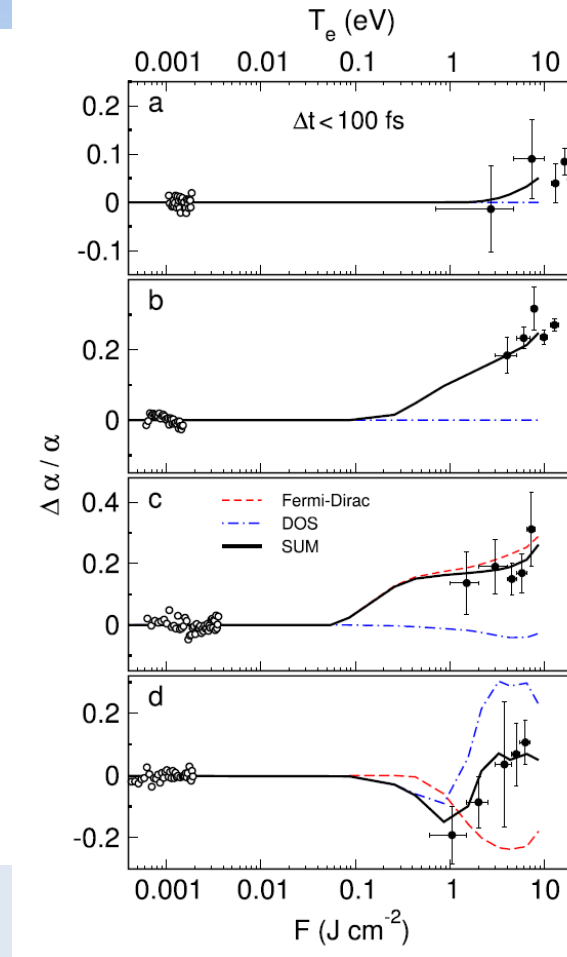 T_e (eV)
0.001 0.01 0.1 1 10
a
Δt < 100 fs
0.2
0.1
0
-0.1
b
0.2
0
Δ α / α
c
Fermi-Dirac
DOS
SUM
0.4
0.2
0
d
0.2
0
-0.2
0.001 0.01 0.1 1 10
F (J cm⁻²)